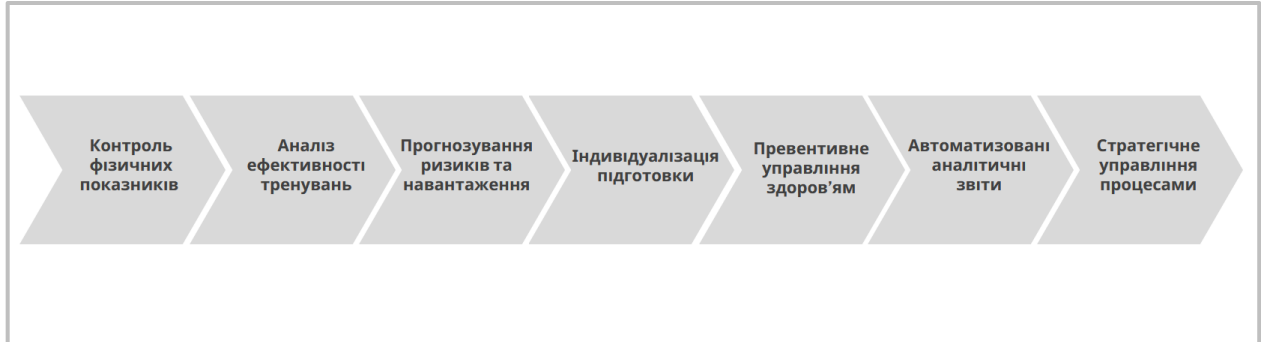 Контроль
фізичних
показників
Аналіз
ефективності
тренувань
Прогнозування
ризиків та
навантаження
Індивідуалізація
підготовки
Превентивне
управління
здоров’ям
Автоматизовані
аналітичні
звіти
Стратегічне
управління
процесами